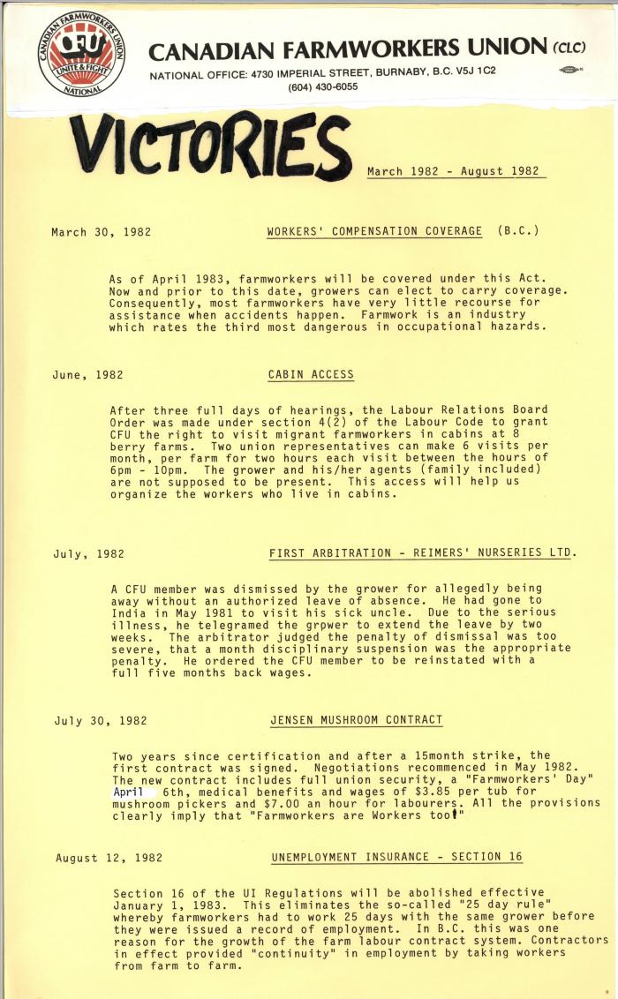 CANADIAN FARMWORKERS UNION
CFU
UNITE & FIGHT
NATIONAL
CANADIAN FARMWORKERS UNION (CLC)
NATIONAL OFFICE: 4730 IMPERIAL STREET, BURNABY, B.C. V5J 1C2
(604) 430-6055
VICTORIES
March 1982 - August 1982
March 30, 1982 WORKERS' COMPENSATION COVERAGE (B.C.)
As of April 1983, farmworkers will be covered under this Act.
Now and prior to this date, growers can elect to carry coverage.
Consequently, most farmworkers have very little recourse for
assistance when accidents happen. Farmwork is an industry
which rates the third most dangerous in occupational hazards.
June, 1982 CABIN ACCESS
After three full days of hearings, the Labour Relations Board
Order was made under section 4(2) of the Labour Code to grant
CFU the right to visit migrant farmworkers in cabins at 8
berry farms. Two union representatives can make 6 visits per
month, per farm for two hours each visit between the hours of
6pm - 10pm. The grower and his/her agents (family included)
are not supposed to be present. This access will help us
organize the workers who live in cabins.
July, 1982 FIRST ARBITRATION - REIMERS' NURSERIES LTD.
A CFU member was dismissed by the grower for allegedly being
away without an authorized leave of absence. He had gone to
India in May 1981 to visit his sick uncle. Due to the serious
illness, he telegramed the grpwer to extend the leave by two
weeks. The arbitrator judged the penalty of dismissal was too
severe, that a month disciplinary suspension was the appropriate
penalty. He ordered the CFU member to be reinstated with a
full five months back wages.
July 30, 1982 JENSEN MUSHROOM CONTRACT
Two years since certification and after a 15month strike, the
first contract was signed. Negotiations recommenced in May 1982.
The new contract includes full union security, a "Farmworkers' Day"
April 6th, medical benefits and wages of $3.85 per tub for
mushroom pickers and $7.00 an hour for labourers. All the provisions
clearly imply that "Farmworkers are Workers too!"
August 12, 1982 UNEMPLOYMENT INSURANCE - SECTION 16
Section 16 of the UI Regulations will be abolished effective
January 1, 1983. This eliminates the so-called "25 day rule"
whereby farmworkers had to work 25 days with the same grower before
they were issued a record of employment. In B.C. this was one
reason for the growth of the farm labour contract system. Contractors
in effect provided "continuity" in employment by taking workers
from farm to farm.